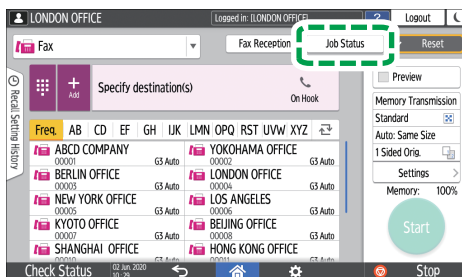 LONDON OFFICE
Logged in: [LONDON OFFICE]
?
Logout
Fax
Fax Reception
Job Status
Reset
Recall Setting History
Add
Specify destination(s)
On Hook
Preview
Memory Transmission
Standard
Auto: Same Size
1 Sided Orig.
Settings >
Memory: 100%
Start
Freq. AB CD EF GH IJK LMN OPQ RST UVW XYZ
ABCD COMPANY
00001 G3 Auto
YOKOHAMA OFFICE
00002 G3 Auto
BERLIN OFFICE
00003 G3 Auto
LONDON OFFICE
00004 G3 Auto
NEW YORK OFFICE
00005 G3 Auto
LOS ANGELES
00006 G3 Auto
KYOTO OFFICE
00007 G3 Auto
BEIJING OFFICE
00008 G3 Auto
SHANGHAI OFFICE
HONG KONG OFFICE
Check Status
02 Jun. 2020
10:29
Stop